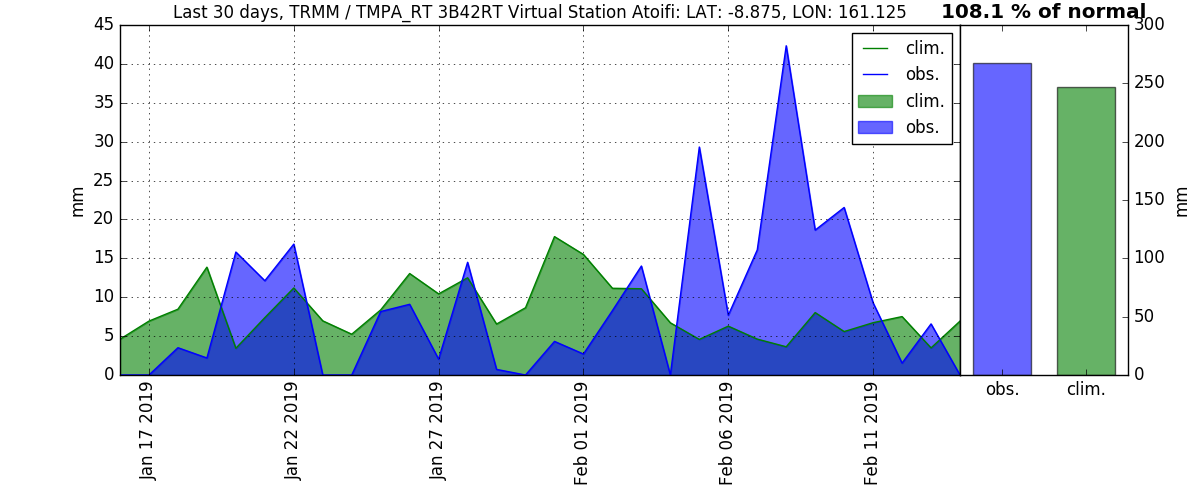 Last 30 days, TRMM / TMPA_RT 3B42RT Virtual Station Atoifi: LAT: -8.875, LON: 161.125
108.1 % of normal
45
40
35
30
25
20
15
10
5
0
mm
clim.
obs.
clim.
obs.
300
250
200
150
100
50
0
mm
Jan 17 2019
Jan 22 2019
Jan 27 2019
Feb 01 2019
Feb 06 2019
Feb 11 2019
obs.
clim.